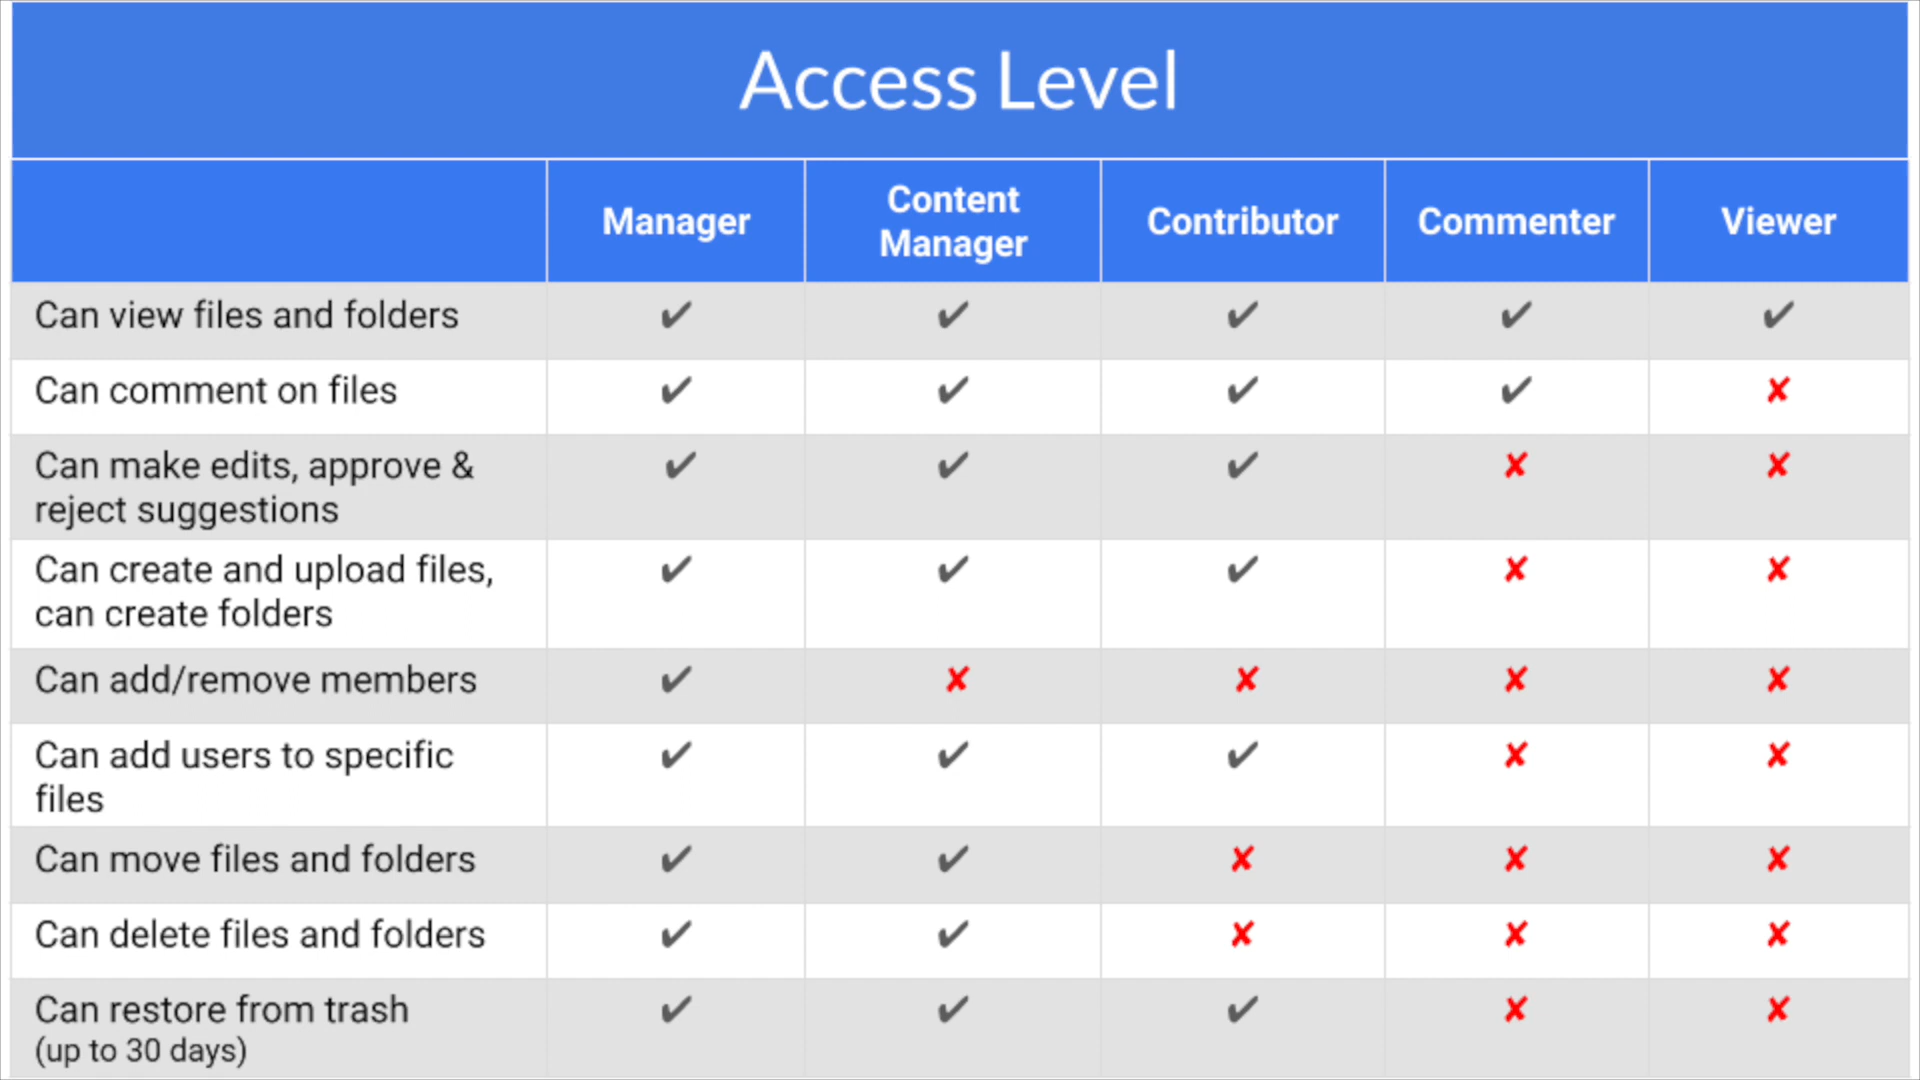 Access Level
Manager
Content
Manager
Contributor
Commenter
Viewer
Can view files and folders ✔ ✔ ✔ ✔ ✔
Can comment on files ✔ ✔ ✔ ✔ ✘
Can make edits, approve & ✔ ✔ ✔ ✘ ✘
reject suggestions
Can create and upload files, ✔ ✔ ✔ ✘ ✘
can create folders
Can add/remove members ✔ ✘ ✘ ✘ ✘
Can add users to specific ✔ ✔ ✔ ✘ ✘
files
Can move files and folders ✔ ✔ ✘ ✘ ✘
Can delete files and folders ✔ ✔ ✘ ✘ ✘
Can restore from trash ✔ ✔ ✔ ✘ ✘
(up to 30 days)